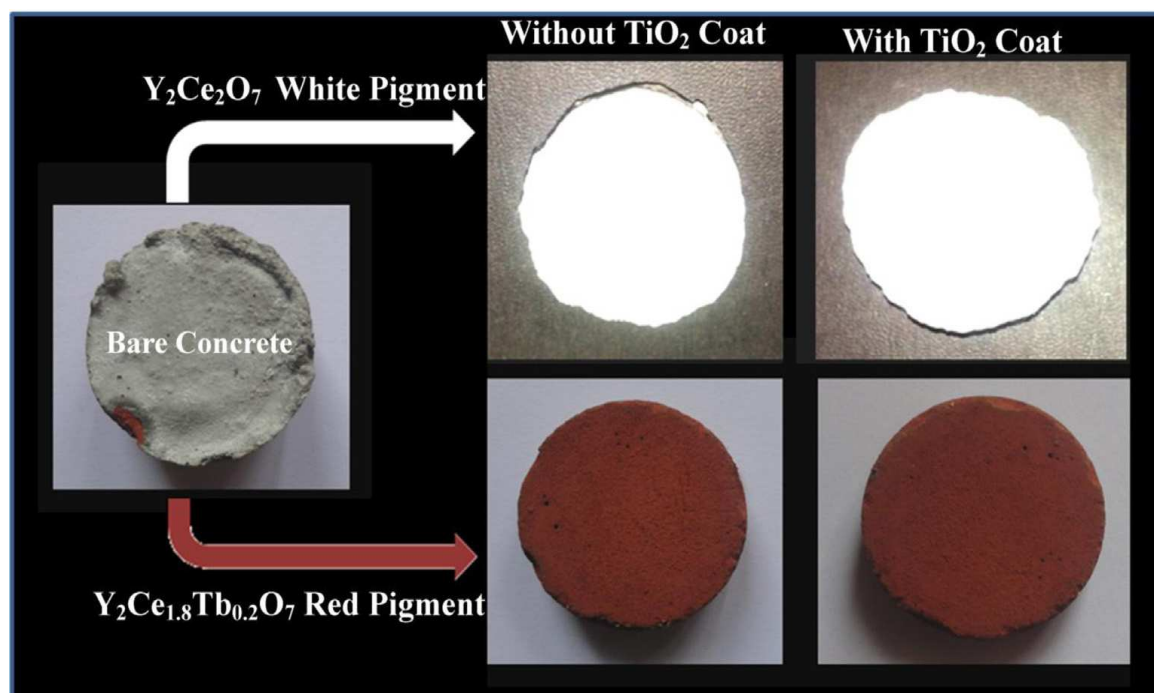 Without TiO₂ Coat
With TiO₂ Coat
Y₂Ce₂O₇ White Pigment
Bare Concrete
Y₂Ce₁.₈Tb₀.₂O₇ Red Pigment